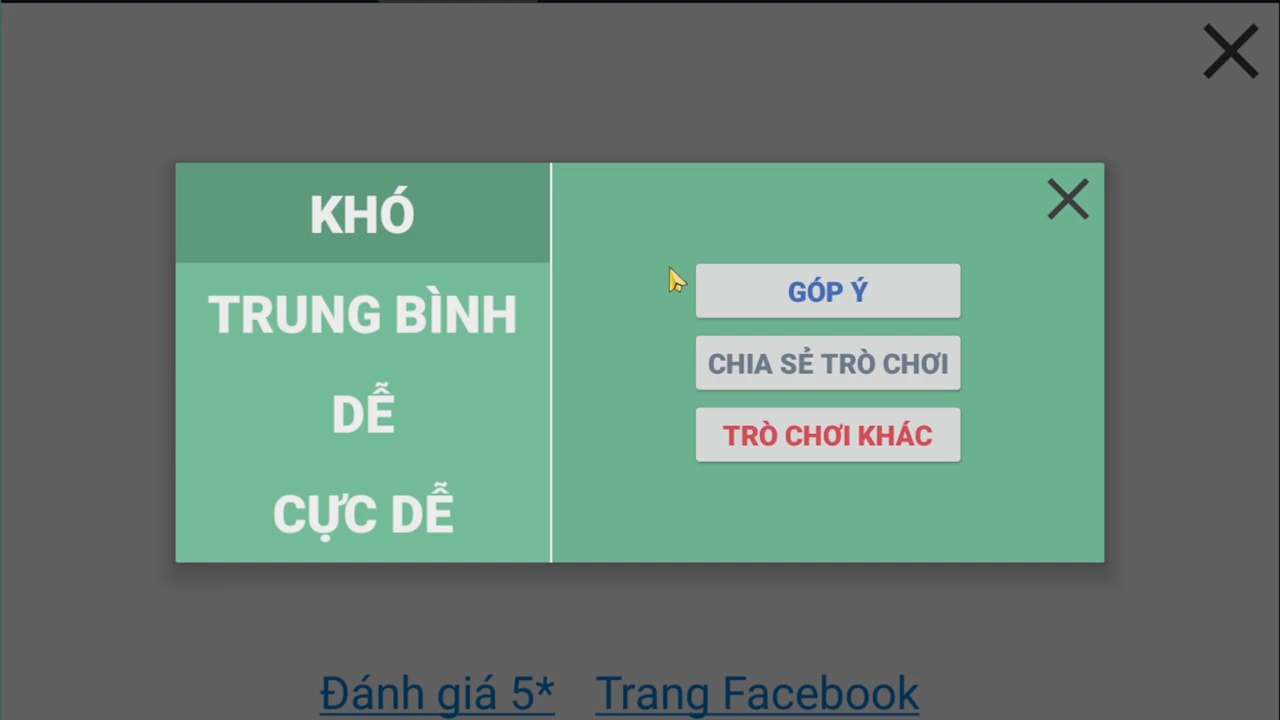 KHÓ
TRUNG BÌNH
DỄ
CỰC DỄ
GÓP Ý
CHIA SẺ TRÒ CHƠI
TRÒ CHƠI KHÁC
Đánh giá 5* Trang Facebook